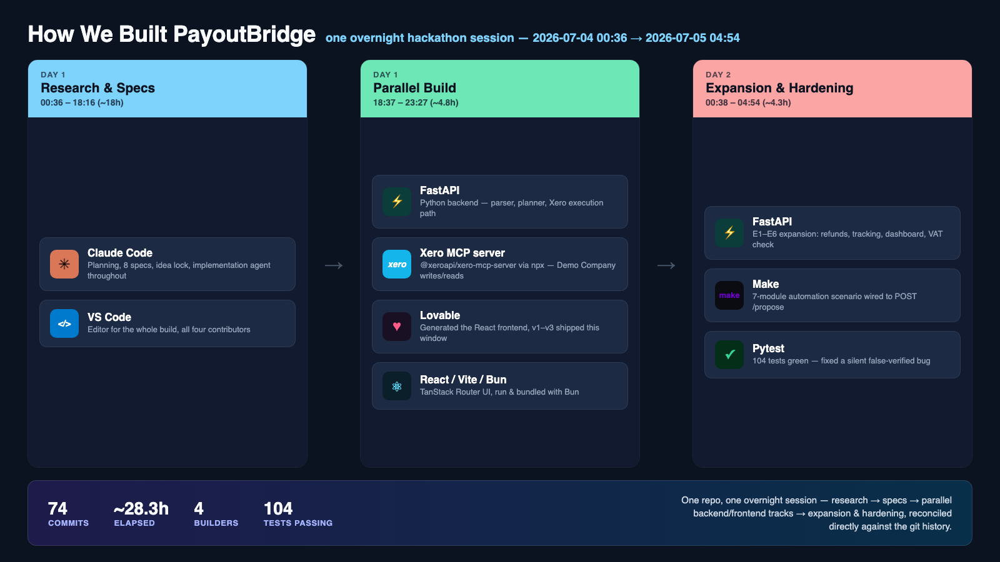 How We Built PayoutBridge one overnight hackathon session — 2026-07-04 00:36 → 2026-07-05 04:54
DAY 1
Research & Specs
00:36 – 18:16 (~18h)
Claude Code
Planning, 8 specs, idea lock, implementation agent
throughout
</>
VS Code
Editor for the whole build, all four contributors
→
DAY 1
Parallel Build
18:37 – 23:27 (~4.8h)
FastAPI
Python backend — parser, planner, Xero execution
path
xero
Xero MCP server
@xeroapi/xero-mcp-server via npx — Demo Company
writes/reads
Lovable
Generated the React frontend, v1–v3 shipped this
window
React / Vite / Bun
TanStack Router UI, run & bundled with Bun
→
DAY 2
Expansion & Hardening
00:38 – 04:54 (~4.3h)
FastAPI
E1–E6 expansion: refunds, tracking, dashboard, VAT
check
make
Make
7-module automation scenario wired to POST
/propose
Pytest
104 tests green — fixed a silent false-verified bug
74
COMMITS
~28.3h
ELAPSED
4
BUILDERS
104
TESTS PASSING
One repo, one overnight session — research → specs → parallel
backend/frontend tracks → expansion & hardening, reconciled
directly against the git history.